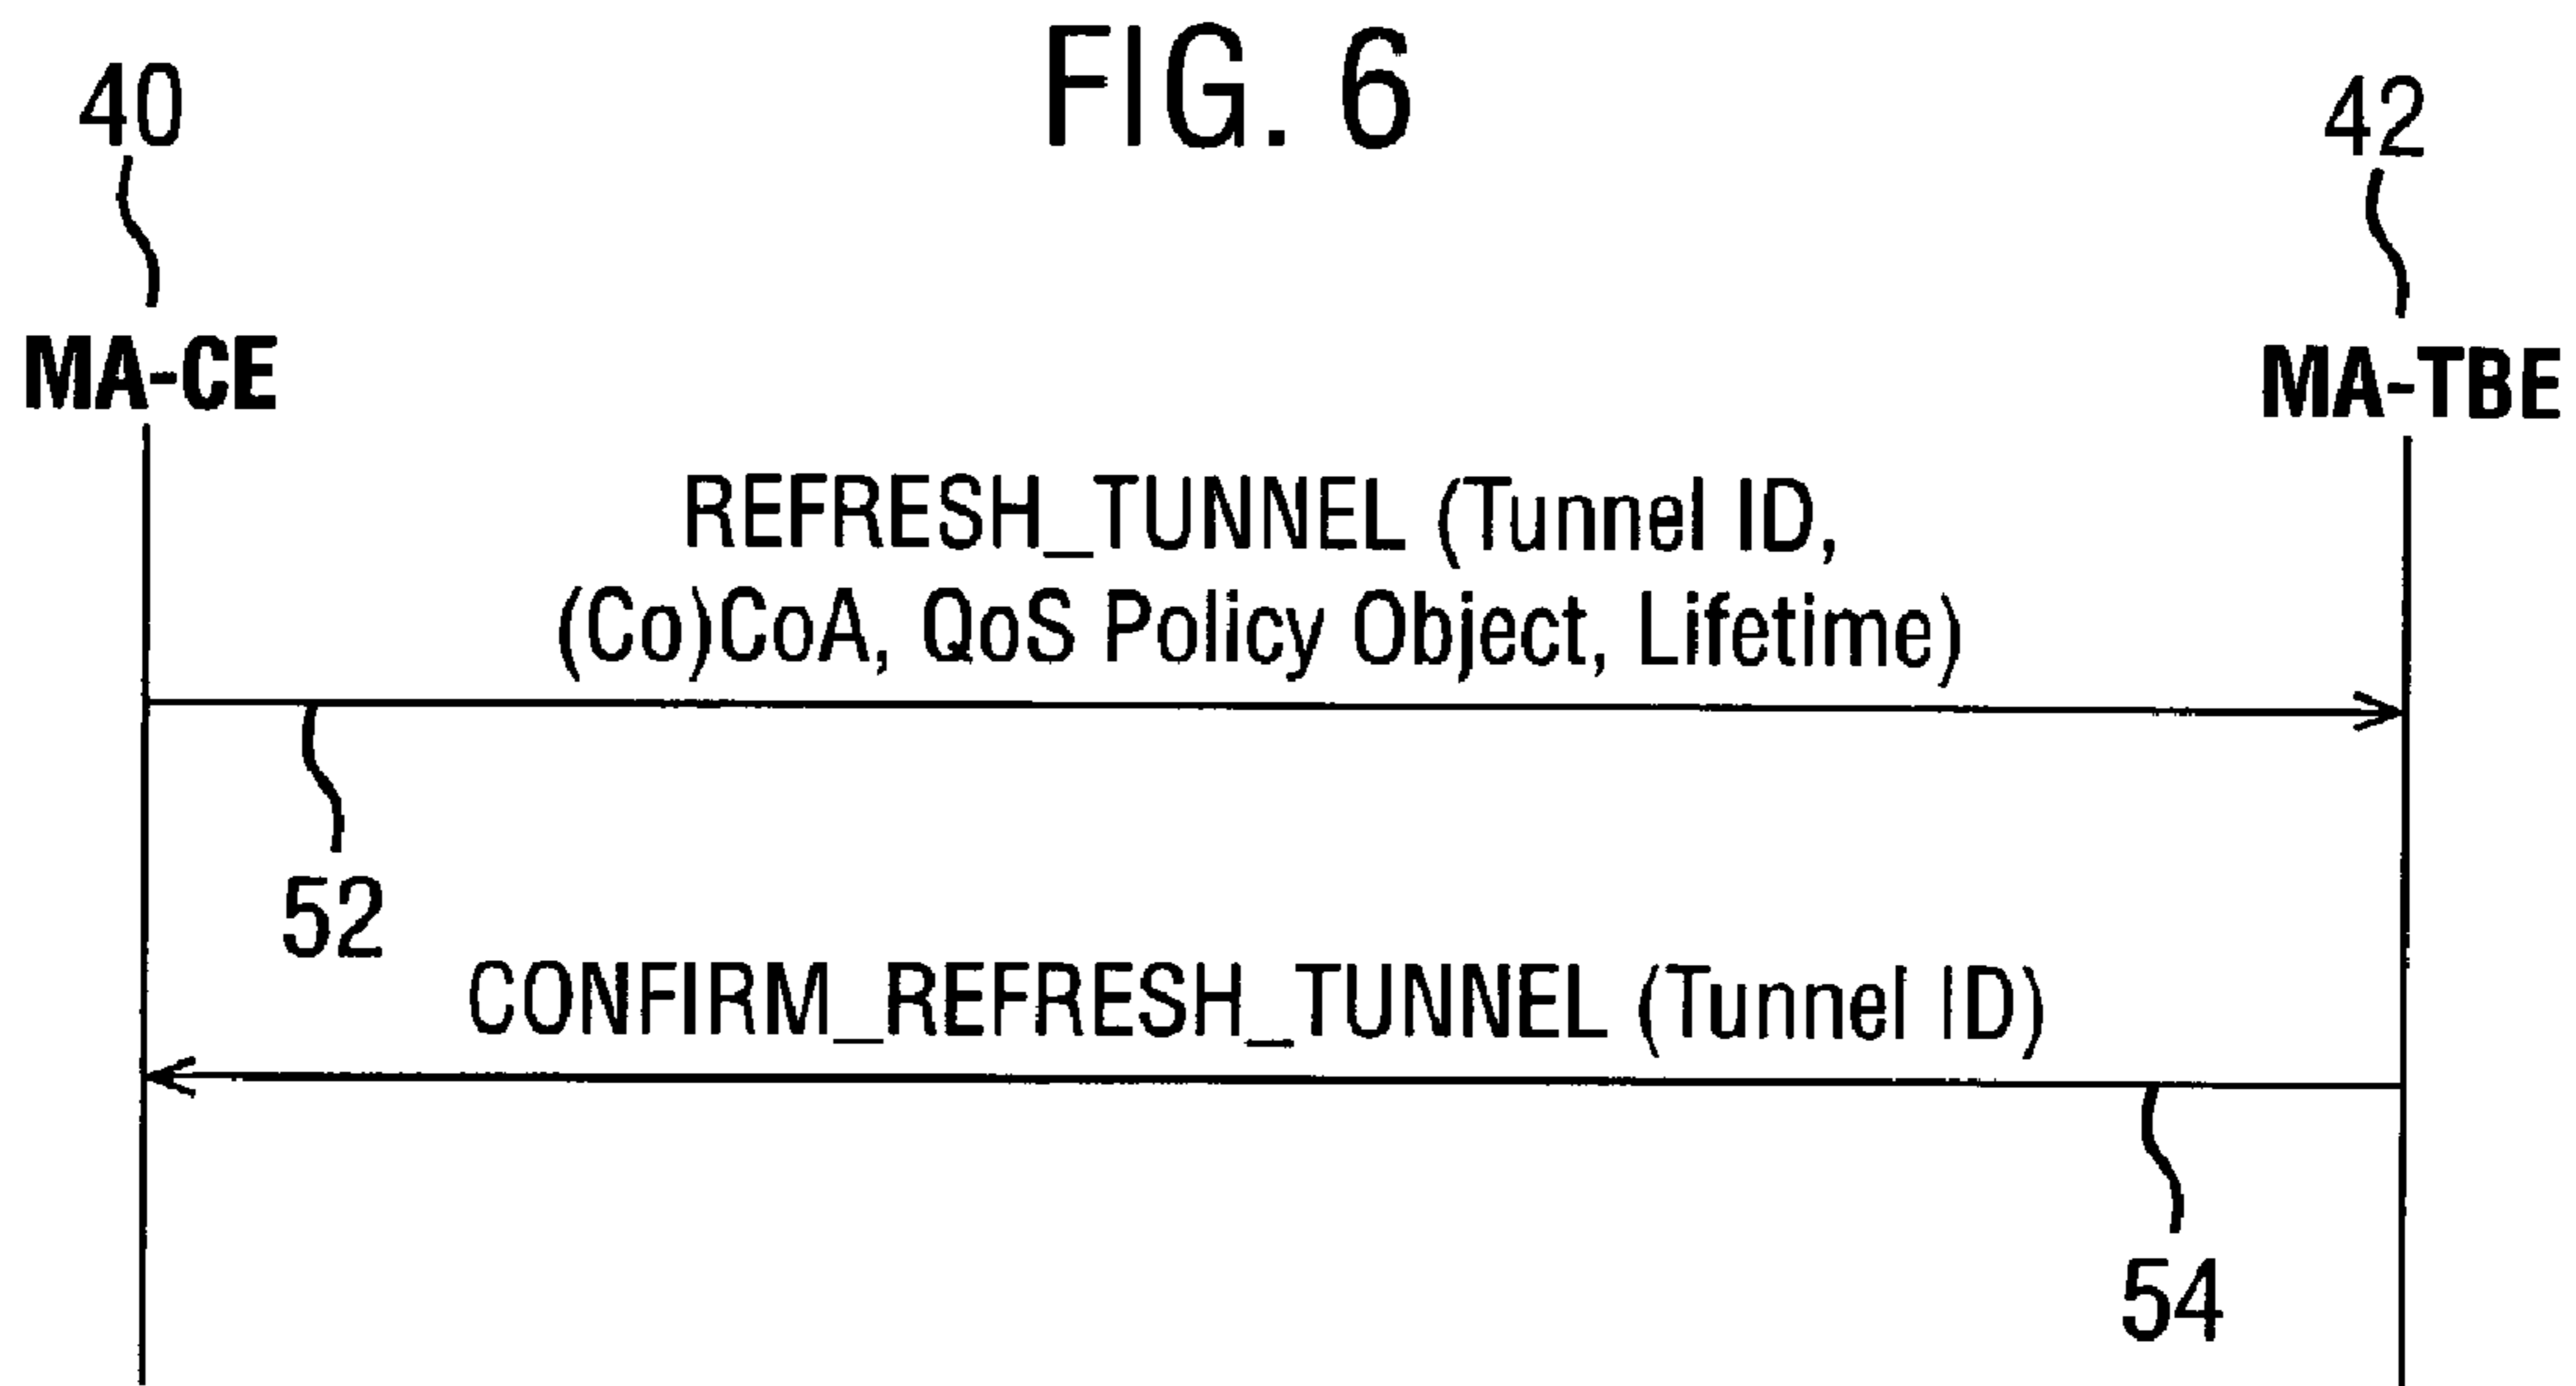 FIG. 6
40
42
MA-CE
MA-TBE
REFRESH_TUNNEL (Tunnel ID,
(Co)CoA, QoS Policy Object, Lifetime)
52
CONFIRM_REFRESH_TUNNEL (Tunnel ID)
54